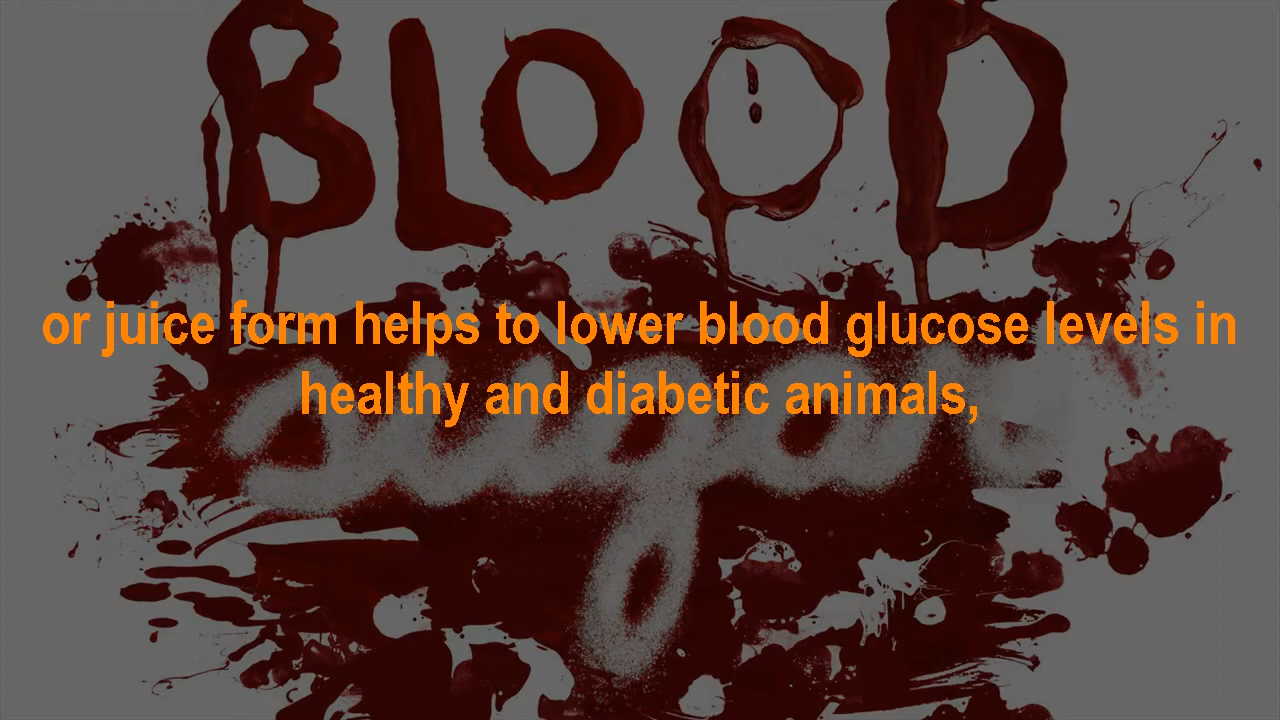 BLOOD
or juice form helps to lower blood glucose levels in
healthy and diabetic animals,
sugar